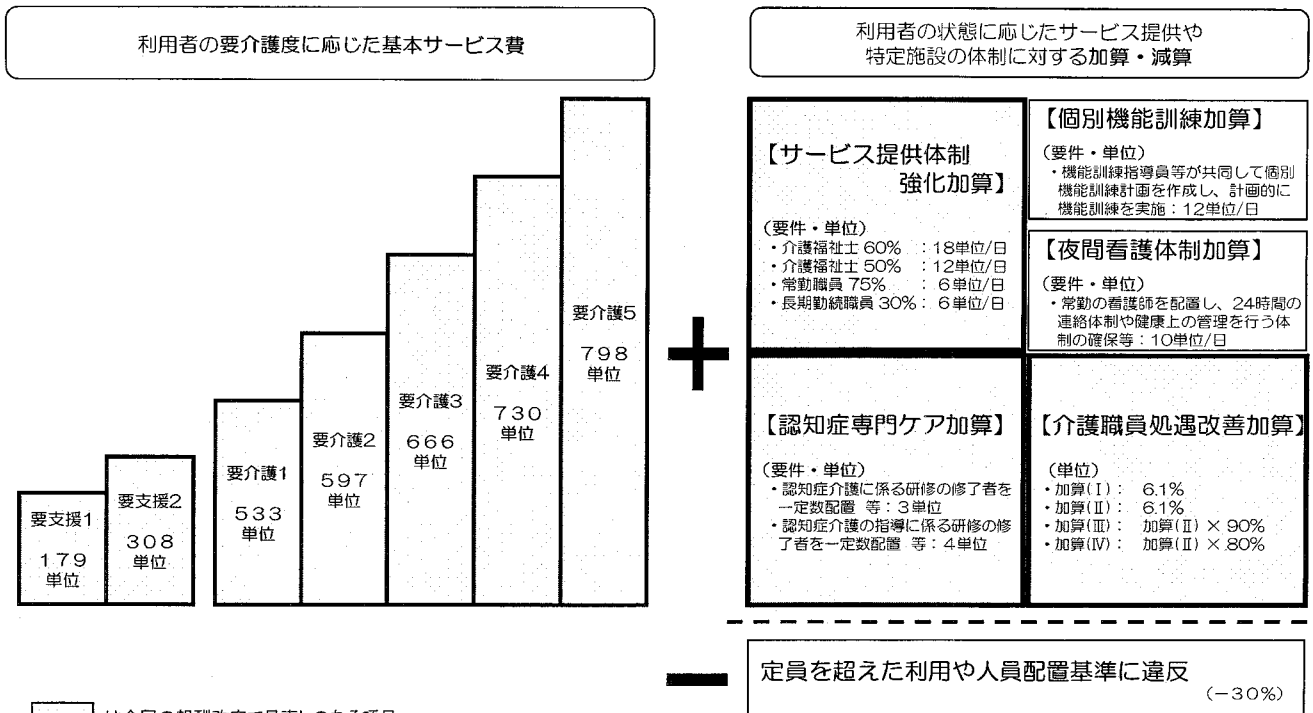 利用者の要介護度に応じた基本サービス費
利用者の状態に応じたサービス提供や
特定施設の体制に対する加算・減算
要支援1
179
単位
要支援2
308
単位
要介護1
533
単位
要介護2
597
単位
要介護3
666
単位
要介護4
730
単位
要介護5
798
単位
+
【サービス提供体制
強化加算】
(要件・単位)
・介護福祉士 60% :18単位/日
・介護福祉士 50% :12単位/日
・常勤職員 75% : 6単位/日
・長期勤続職員 30%: 6単位/日
【個別機能訓練加算】
(要件・単位)
・機能訓練指導員等が共同して個別
機能訓練計画を作成し、計画的に
機能訓練を実施:12単位/日
【夜間看護体制加算】
(要件・単位)
・常勤の看護師を配置し、24時間の
連絡体制や健康上の管理を行う体
制の確保等:10単位/日
【認知症専門ケア加算】
(要件・単位)
・認知症介護に係る研修の修了者を
一定数配置 等:3単位
・認知症介護の指導に係る研修の修
了者を一定数配置 等:4単位
【介護職員処遇改善加算】
(単位)
・加算(Ⅰ): 6.1%
・加算(Ⅱ): 6.1%
・加算(Ⅲ): 加算(Ⅱ)×90%
・加算(Ⅳ): 加算(Ⅱ)×80%
定員を超えた利用や人員配置基準に違反
(-30%)